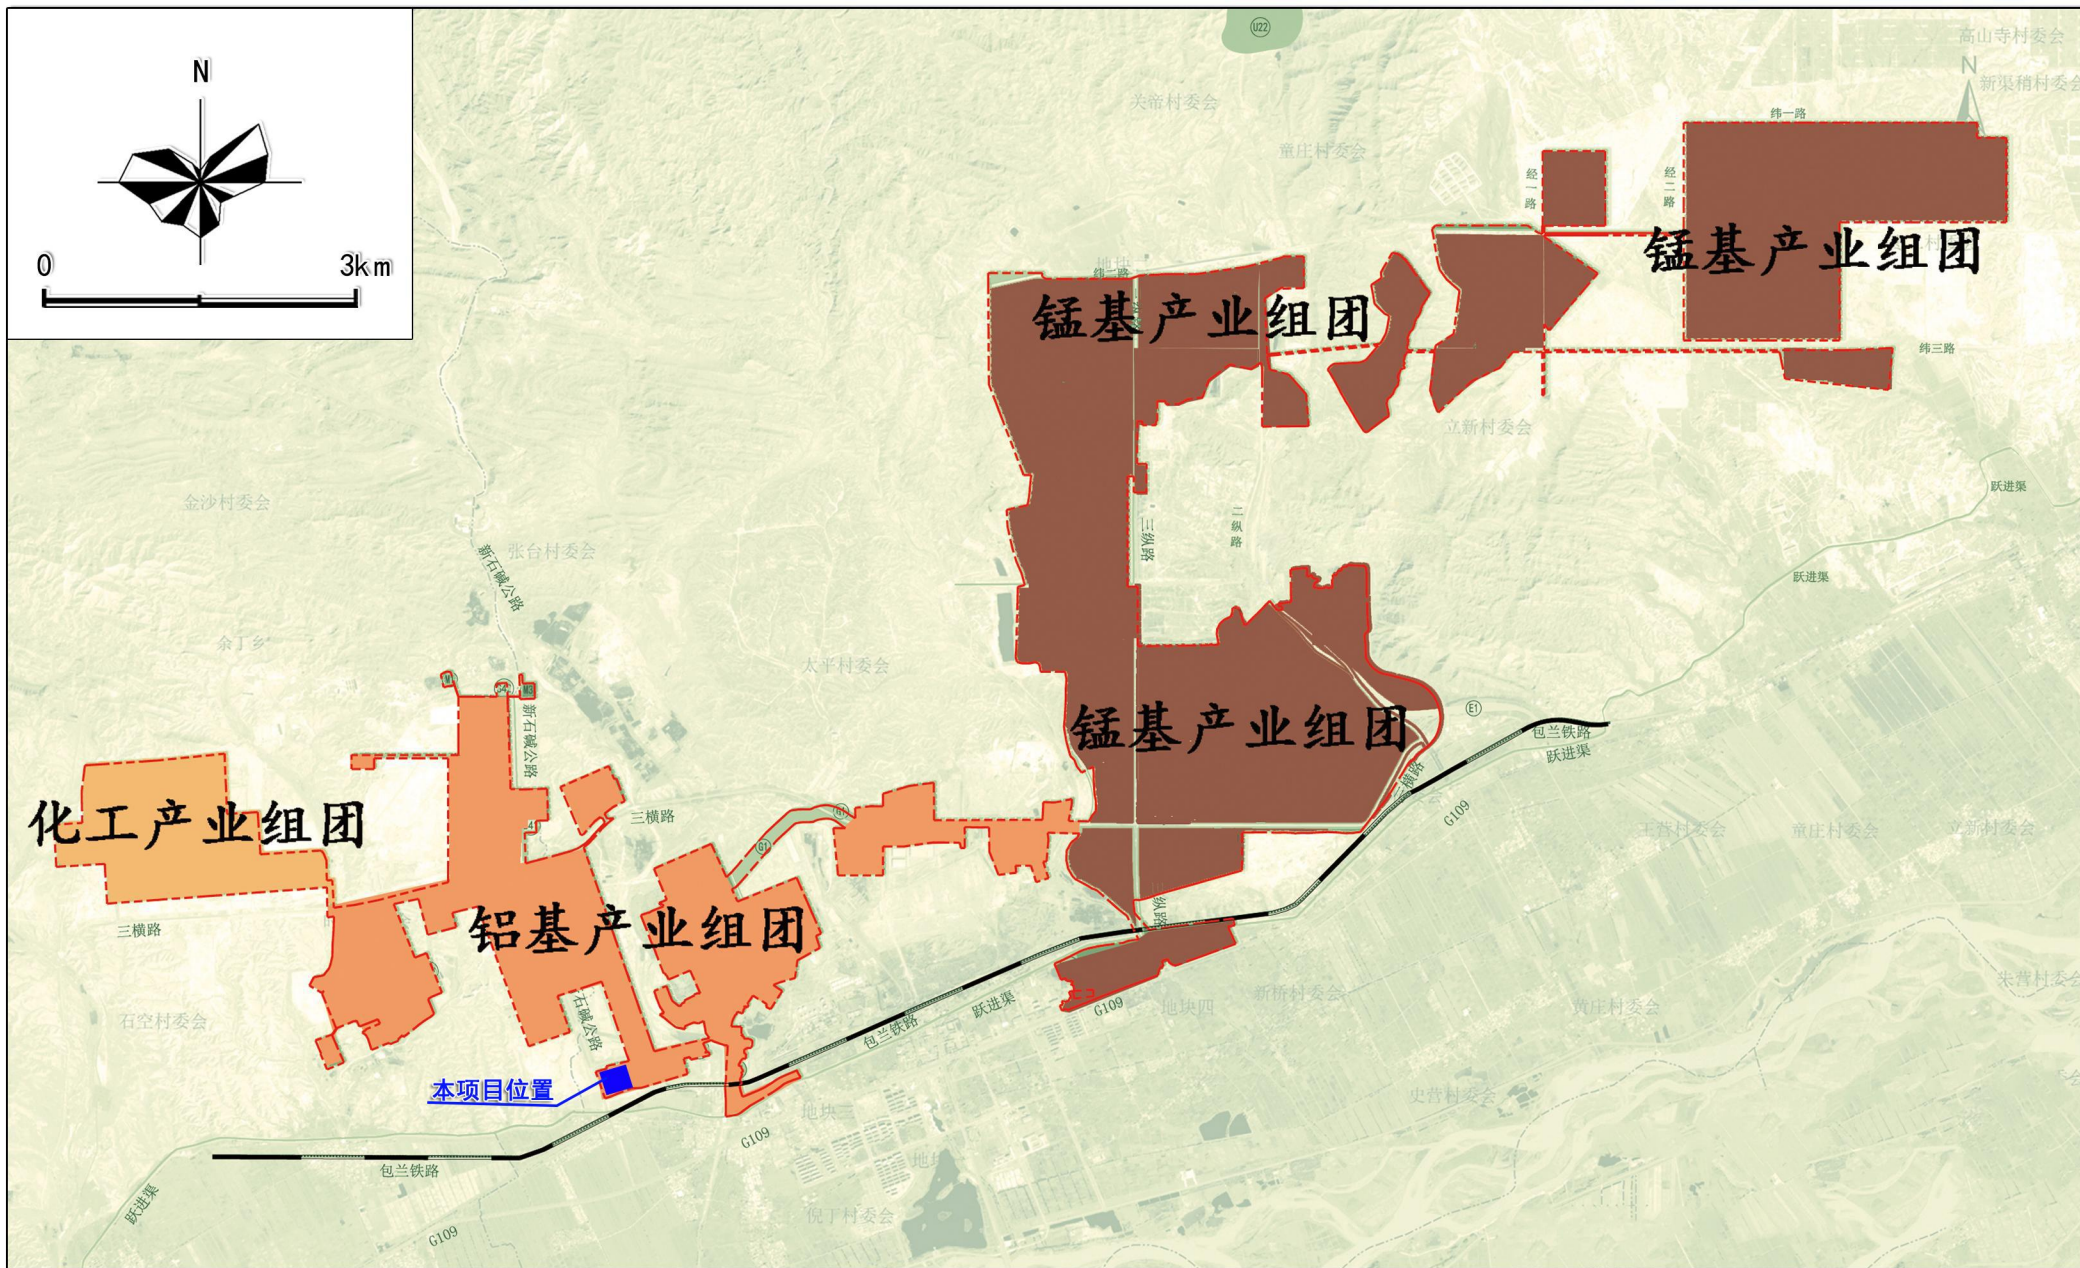 U22
高山寺村委会
N
N
新渠稍村委会
关帝村委会
纬一路
童庄村委会
经一路
经二路
锰基产业组团
0
3km
纬二路
锰基产业组团
纬三路
立新村委会
跃进渠
金沙村委会
二纵路
三纵路
张台村委会
新石碱公路
跃进渠
余丁乡
太平村委会
M3
新石碱公路
E1
锰基产业组团
包兰铁路
跃进渠
化工产业组团
三横路
G109
王营村委会
童庄村委会
立新村委会
G1
三横路
铝基产业组团
纵路
朱营村委会
新桥村委会
黄庄村委会
地块四
G109
跃进渠
石空村委会
石碱公路
包兰铁路
本项目位置
史营村委会
G109
包兰铁路
跃进渠
倪丁村委会
G109